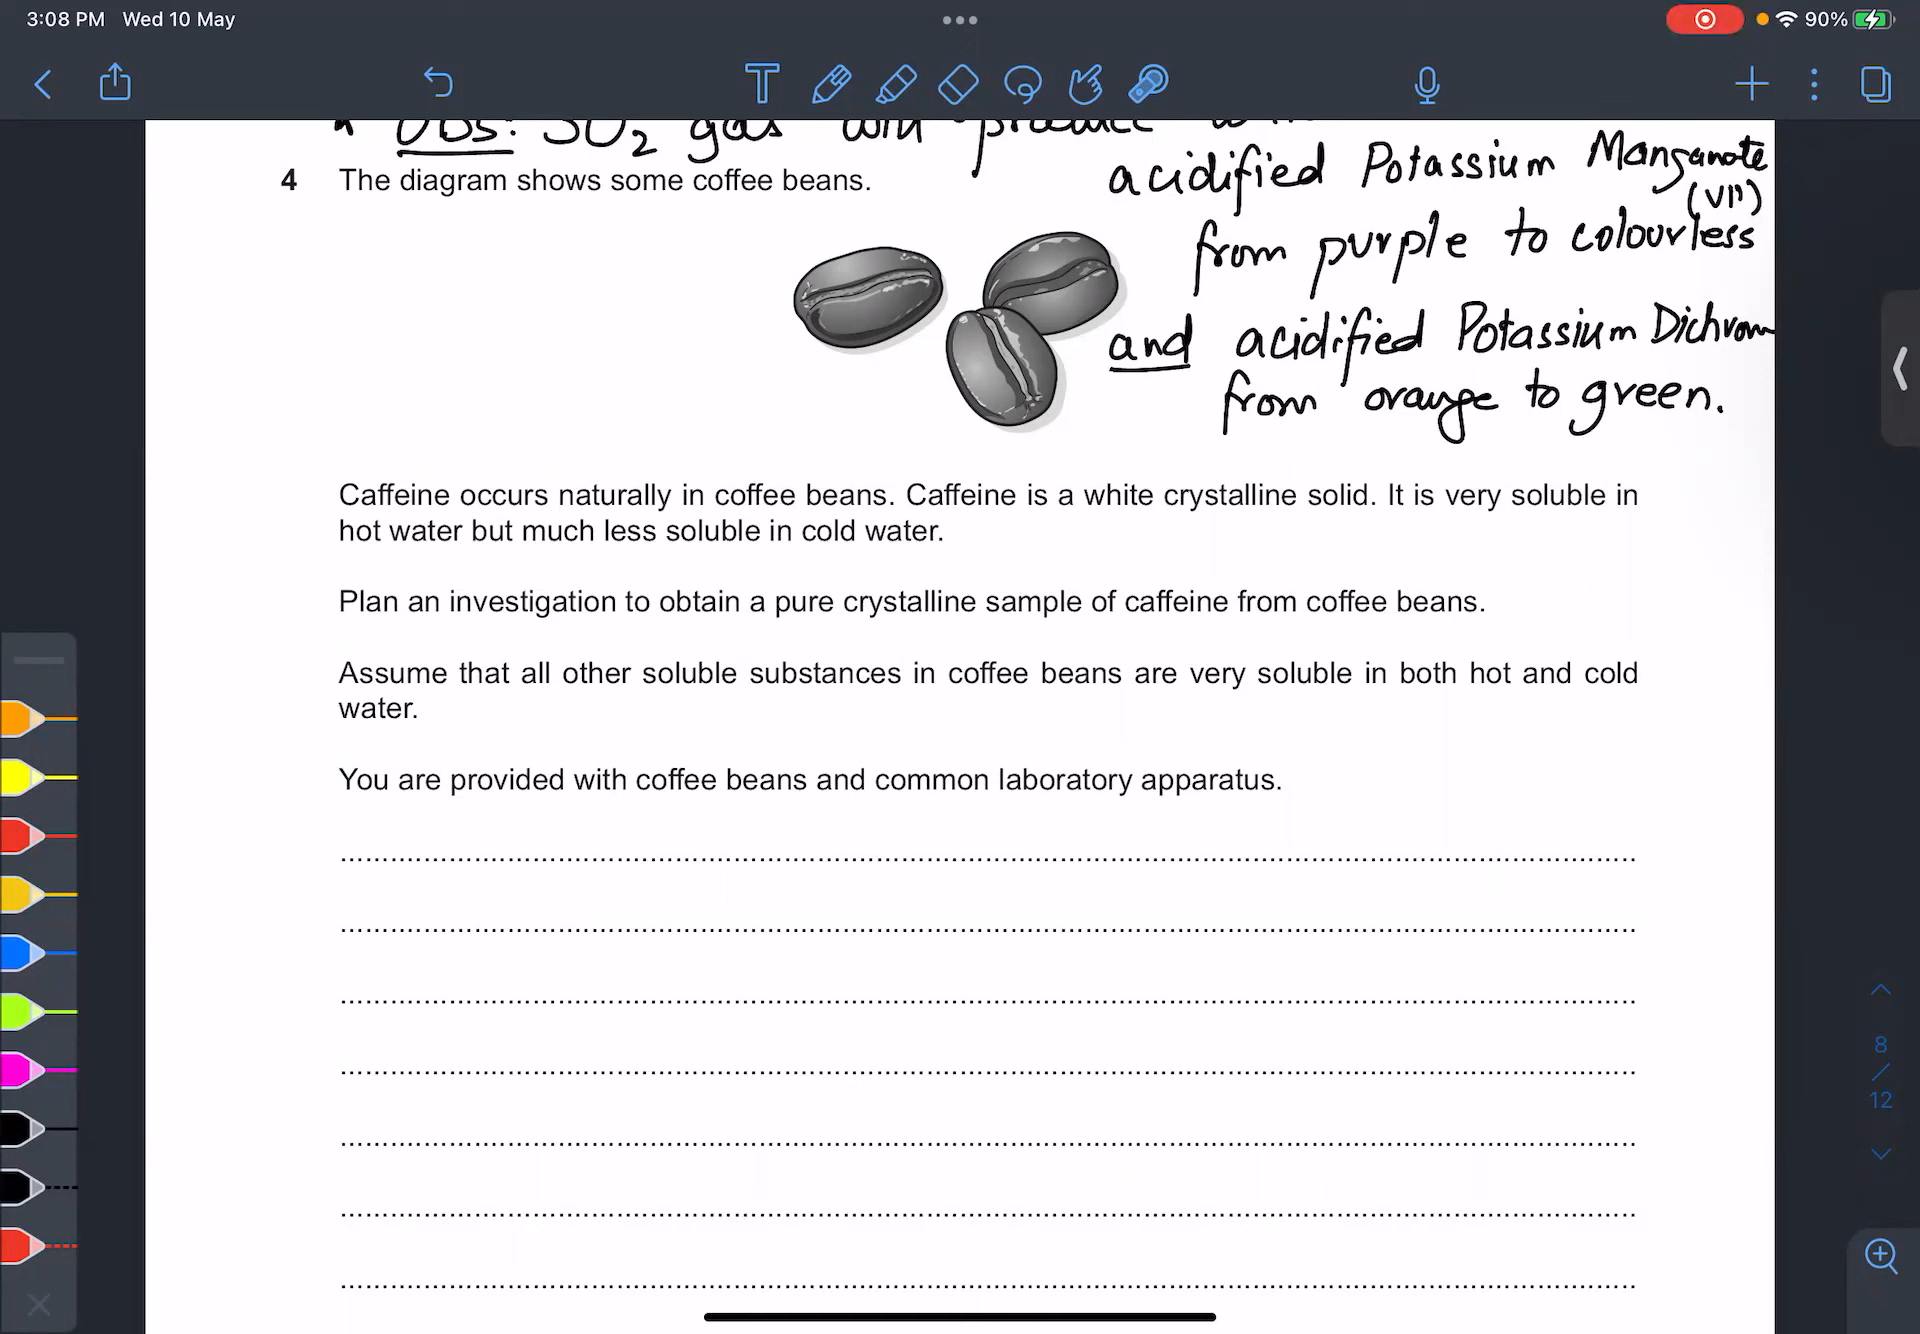 3:08 PM Wed 10 May
90%
Obs: SO2 gas
4 The diagram shows some coffee beans.
acidified Potassium Manganate
(VII)
from purple to colourless
and acidified Potassium
from orange to green.
Caffeine occurs naturally in coffee beans. Caffeine is a white crystalline solid. It is very soluble in
hot water but much less soluble in cold water.
Plan an investigation to obtain a pure crystalline sample of caffeine from coffee beans.
Assume that all other soluble substances in coffee beans are very soluble in both hot and cold
water.
You are provided with coffee beans and common laboratory apparatus.
8
/
12